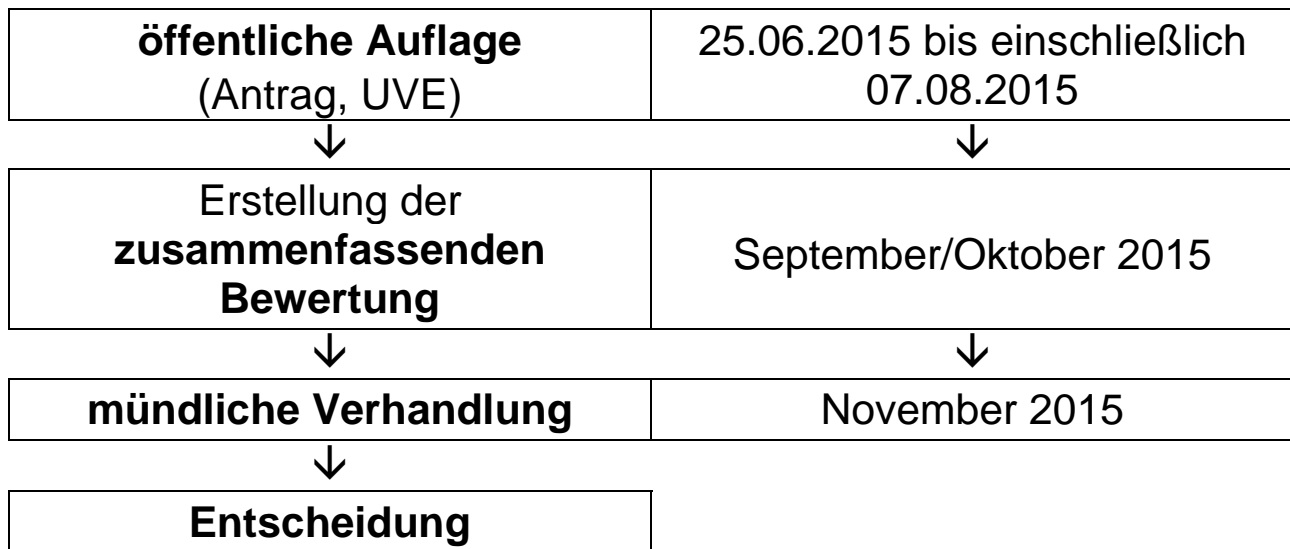 öffentliche Auflage
(Antrag, UVE)
25.06.2015 bis einschließlich
07.08.2015
Erstellung der
zusammenfassenden
Bewertung
September/Oktober 2015
mündliche Verhandlung
November 2015
Entscheidung